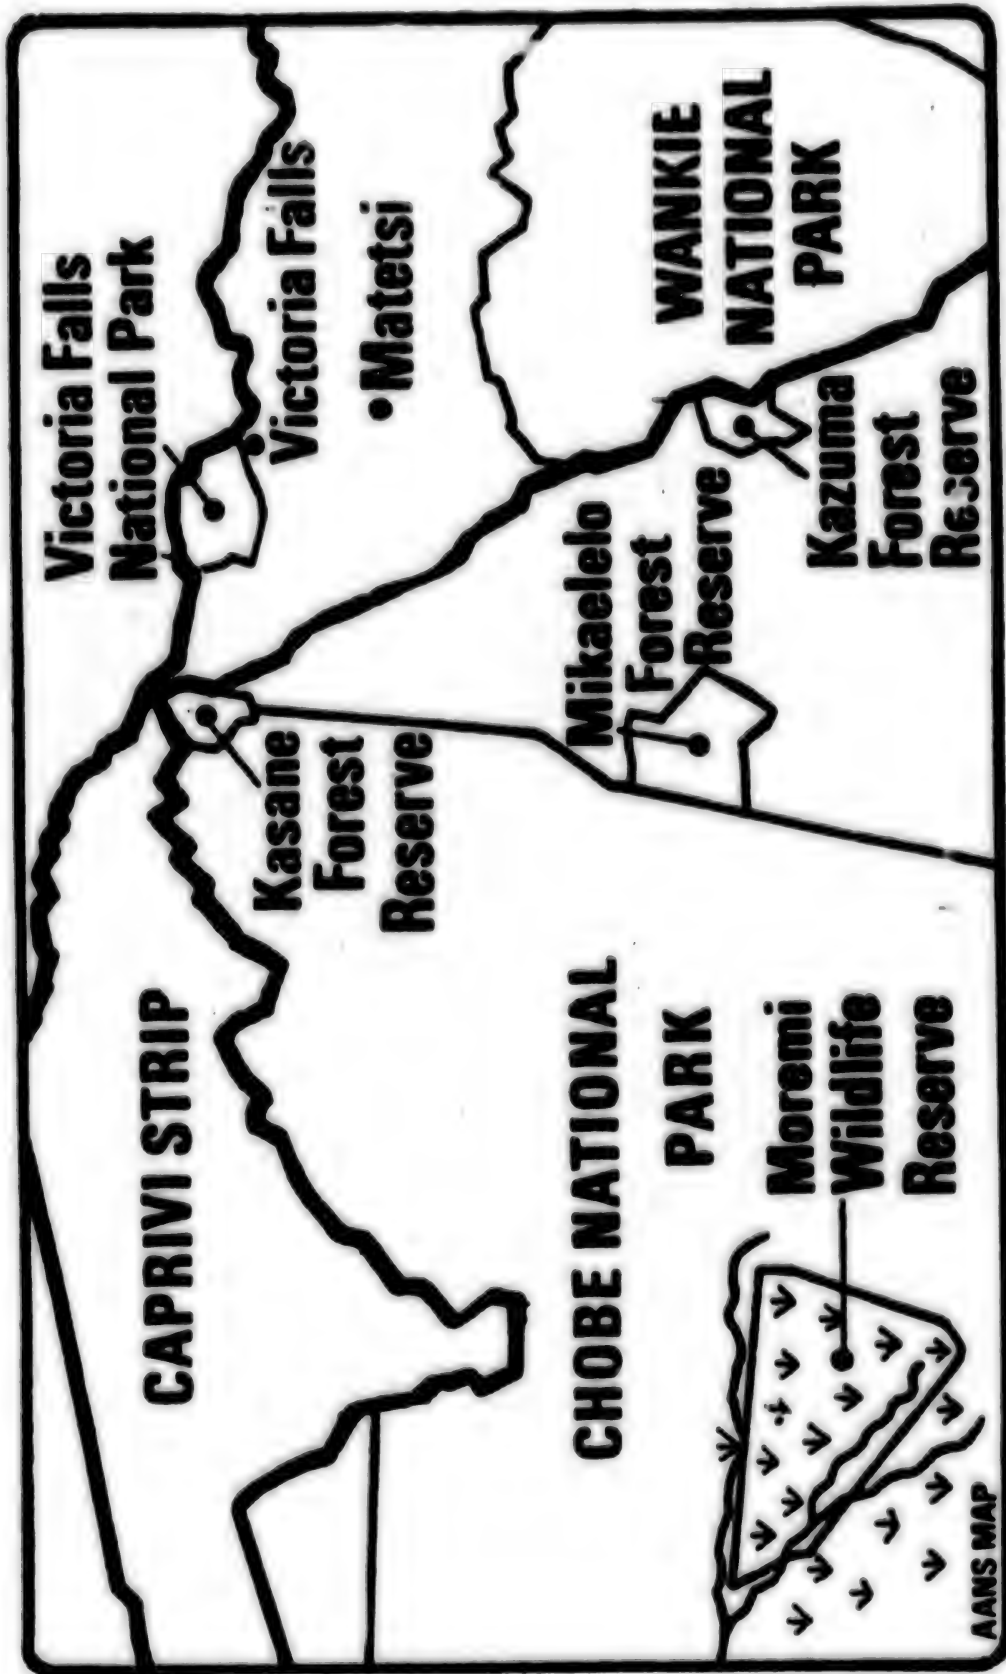 Victoria Falls
National Park
Victoria Falls
Matetsi
WANKIE
NATIONAL
PARK
CAPRIVI STRIP
Kasane
Forest
Reserve
Mikaelelo
Forest
Reserve
Kazuma
Forest
Reserve
CHOBE NATIONAL
PARK
Moremi
Wildlife
Reserve
AANS MAP